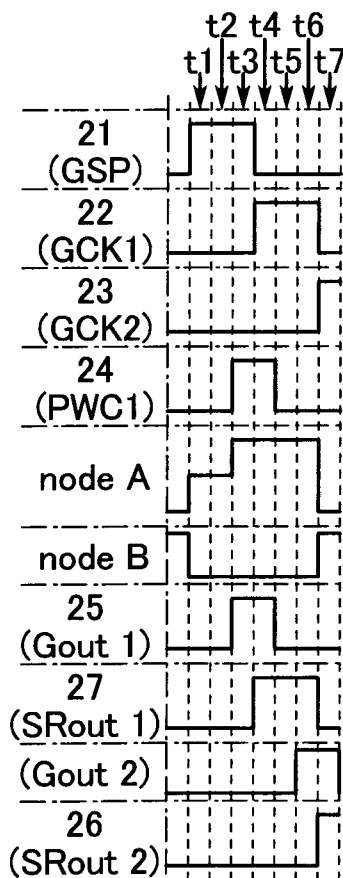 t2 t4 t6
t1 t3 t5 t7
21
(GSP)
22
(GCK1)
23
(GCK2)
24
(PWC1)
node A
node B
25
(Gout 1)
27
(SRout 1)
(Gout 2)
26
(SRout 2)